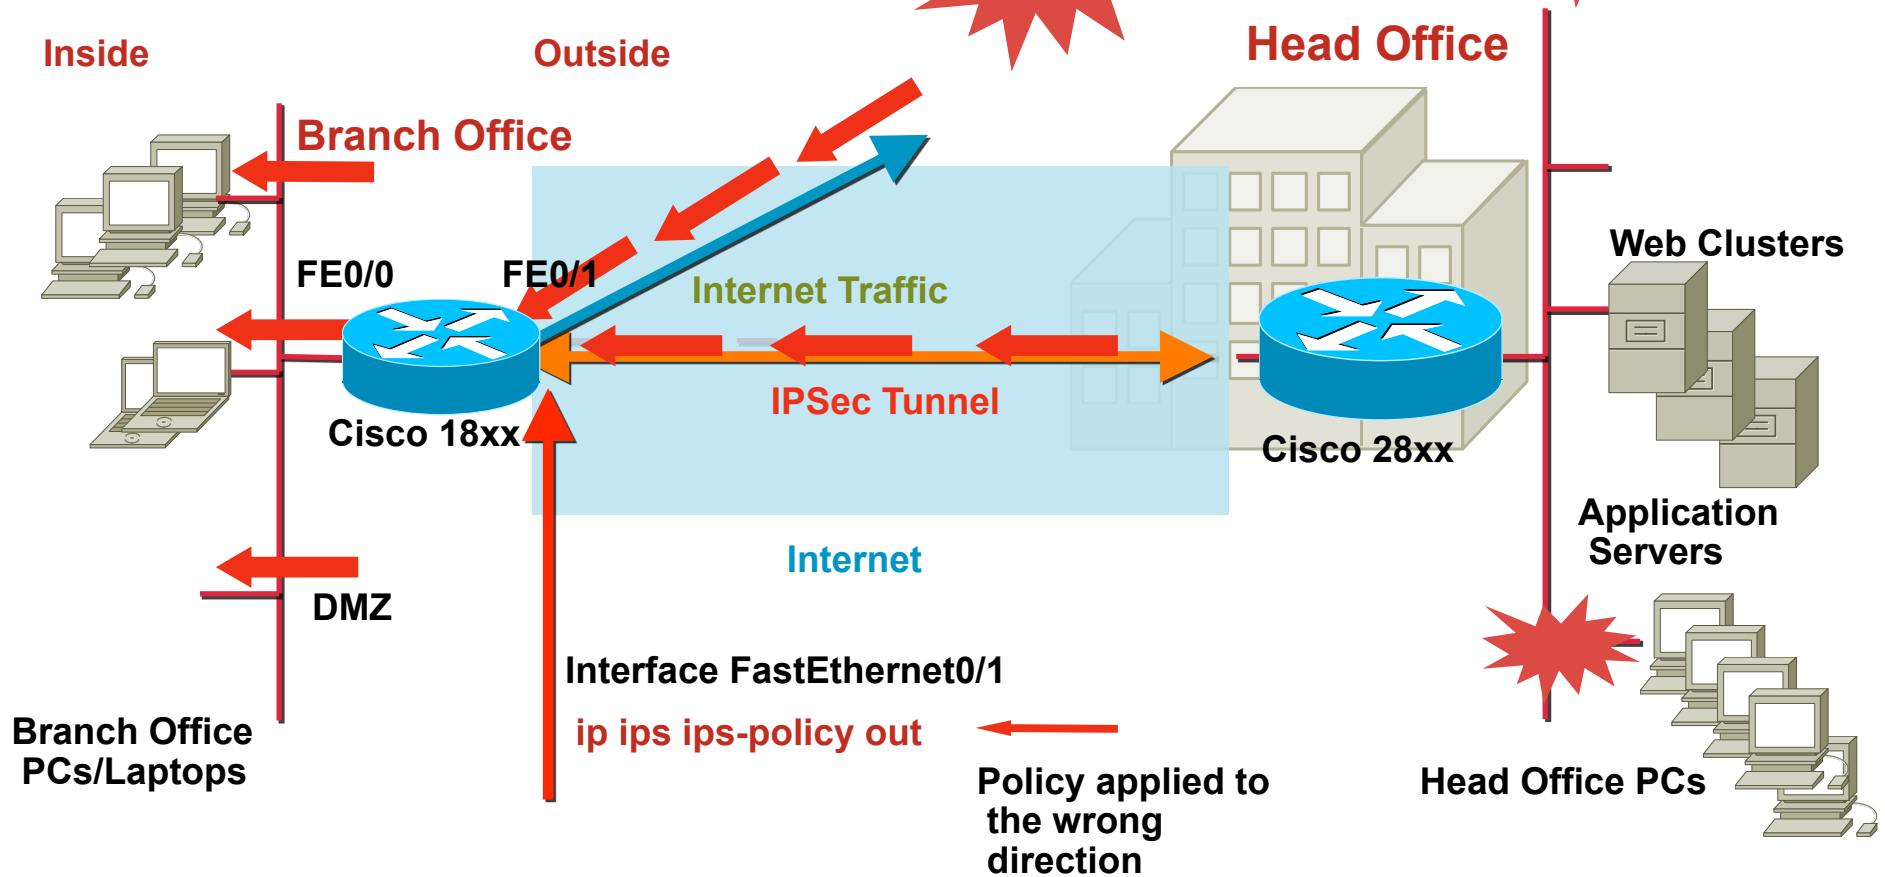 Inside
Outside
Head Office
Branch Office
Web Clusters
FE0/0
FE0/1
Internet Traffic
IPSec Tunnel
Cisco 18xx
Cisco 28xx
Application
Servers
Internet
DMZ
Interface FastEthernet0/1
ip ips ips-policy out
Branch Office
PCs/Laptops
Policy applied to
the wrong
direction
Head Office PCs